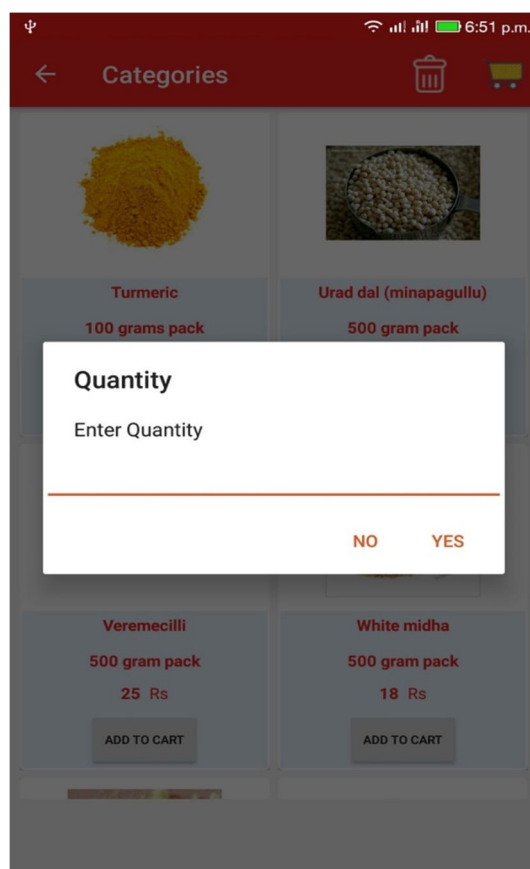 6:51 p.m.
Categories
Turmeric
100 grams pack
Urad dal (minapagullu)
500 gram pack
Quantity
Enter Quantity
NO YES
Veremecilli
500 gram pack
25 Rs
ADD TO CART
White midha
500 gram pack
18 Rs
ADD TO CART